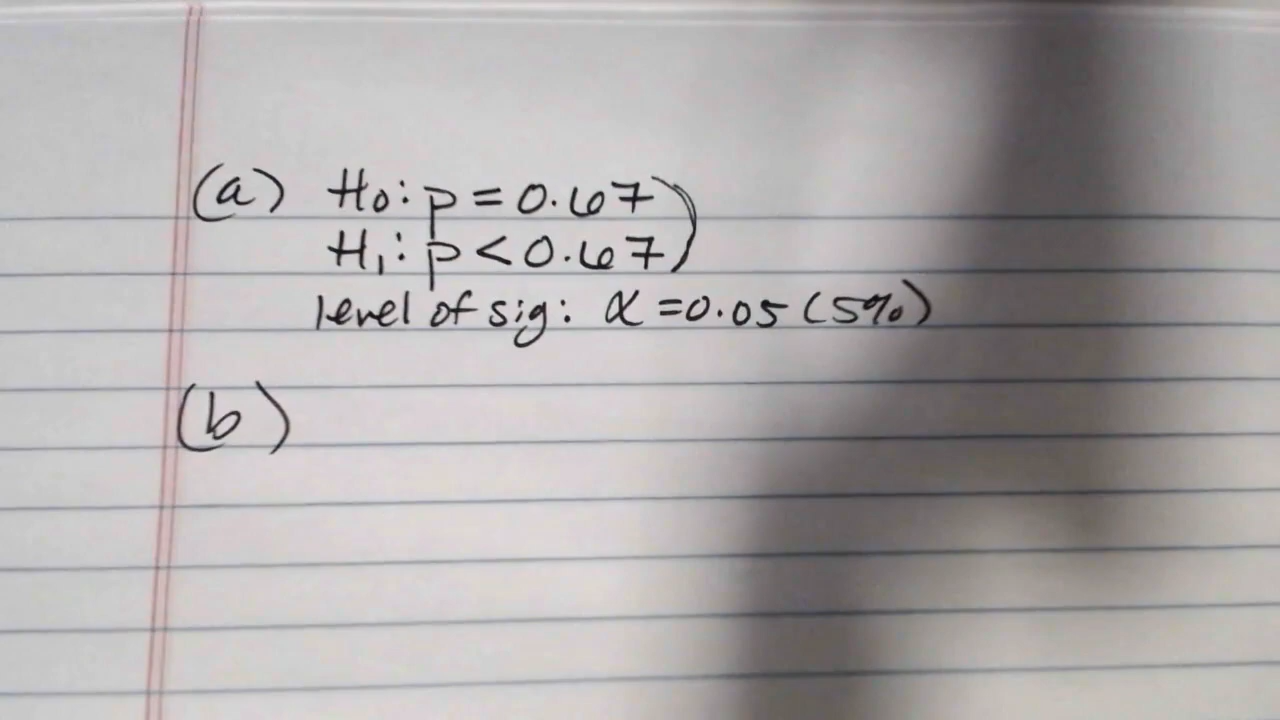 (a) H₀: p = 0.67
H₁: p < 0.67)
level of sig: α = 0.05 (5%)
(b)